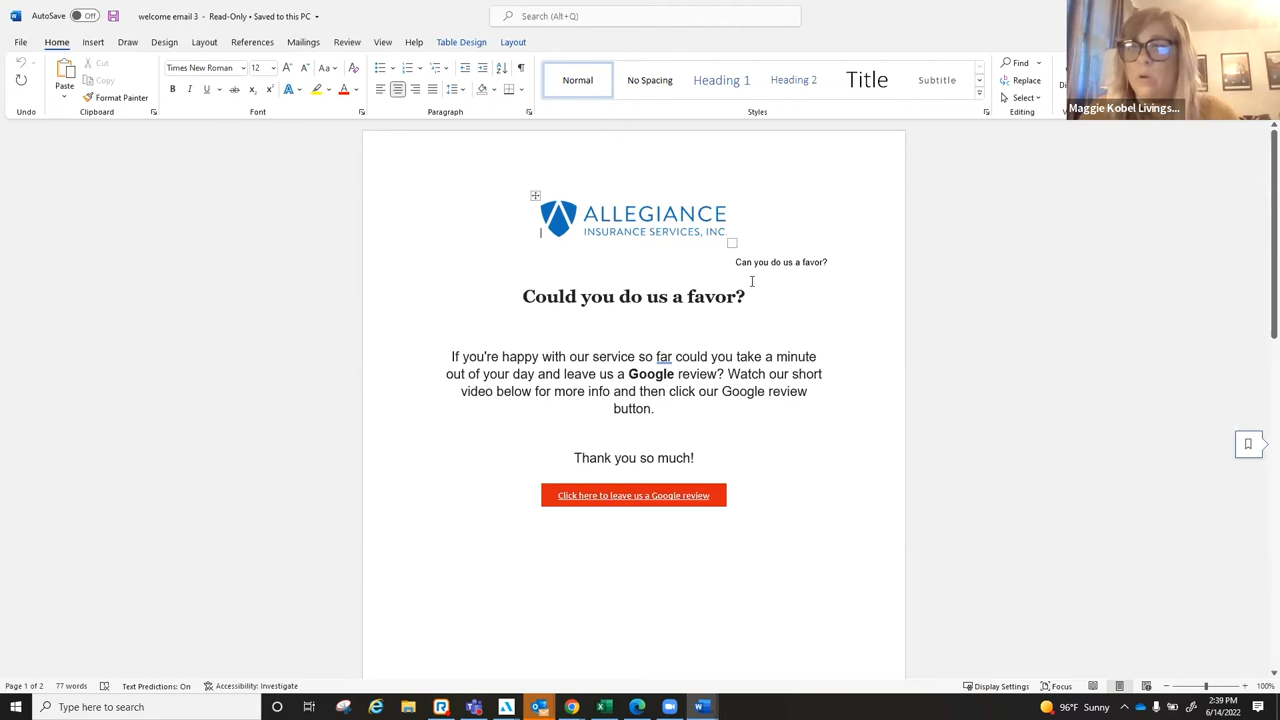 AutoSave Off welcome email 3 - Read-Only • Saved to this PC Search (Alt+Q)
File Home Insert Draw Design Layout References Mailings Review View Help Table Design Layout
Cut
Copy
Format Painter
Paste
Times New Roman 12
Normal No Spacing Heading 1 Heading 2 Title Subtitle
Find
Replace
Select
Undo Clipboard Font Paragraph Styles Editing
Maggie Kobel Livings...
ALLEGIANCE
INSURANCE SERVICES, INC.
Can you do us a favor?
Could you do us a favor?
If you're happy with our service so far could you take a minute
out of your day and leave us a Google review? Watch our short
video below for more info and then click our Google review
button.
Thank you so much!
Click here to leave us a Google review
Page 1 of 2 77 words Text Predictions: On Accessibility: Investigate Display Settings Focus 100%
Type here to search 96°F Sunny 2:39 PM
6/14/2022